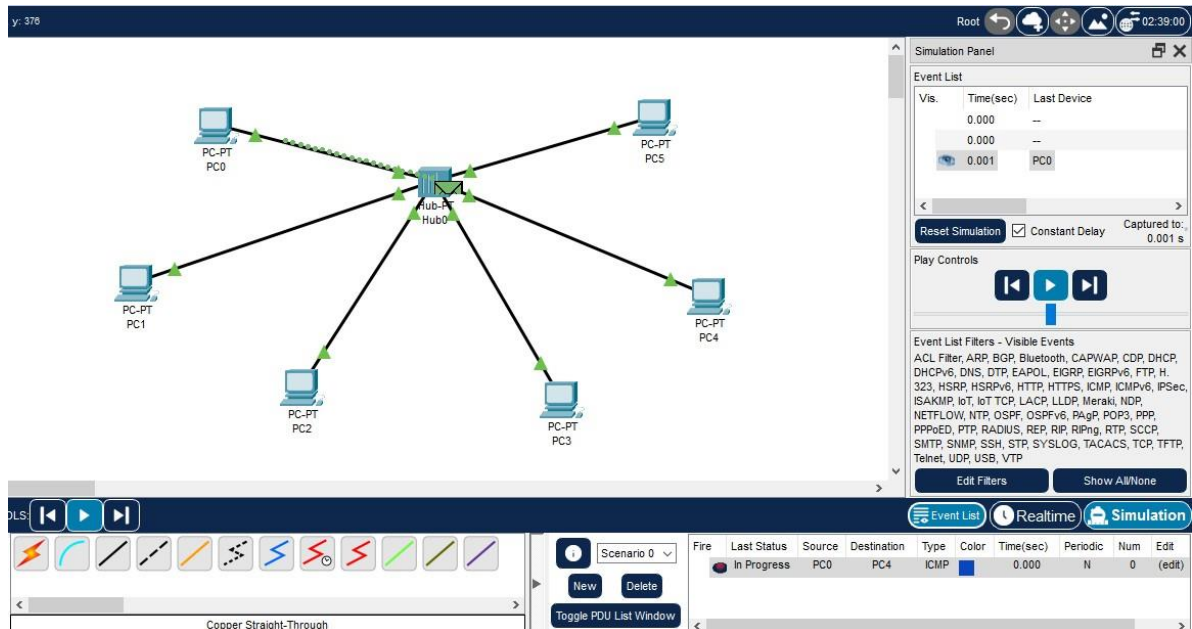 y: 376
Root
02:39:00
Simulation Panel
Event List
Vis. Time(sec) Last Device
0.000 --
0.000 --
0.001 PC0
Reset Simulation Constant Delay Captured to:
0.001 s
Play Controls
Event List Filters - Visible Events
ACL Filter, ARP, BGP, Bluetooth, CAPWAP, CDP, DHCP,
DHCPv6, DNS, DTP, EAPOL, EIGRP, EIGRPv6, FTP, H.
323, HSRP, HSRPv6, HTTP, HTTPS, ICMP, ICMPv6, IPSec,
ISAKMP, IoT, IoT TCP, LACP, LLDP, Meraki, NDP,
NETFLOW, NTP, OSPF, OSPFv6, PAgP, POP3, PPP,
PPPoED, PTP, RADIUS, REP, RIP, RIPng, RTP, SCCP,
SMTP, SNMP, SSH, STP, SYSLOG, TACACS, TCP, TFTP,
Telnet, UDP, USB, VTP
Edit Filters Show All/None
PC-PT
PC0
PC-PT
PC5
Hub-PT
Hub0
PC-PT
PC1
PC-PT
PC4
PC-PT
PC2
PC-PT
PC3
OLS:
Event List Realtime Simulation
Scenario 0
New Delete
Toggle PDU List Window
Fire Last Status Source Destination Type Color Time(sec) Periodic Num Edit
In Progress PC0 PC4 ICMP 0.000 N 0 (edit)
Copper Straight-Through